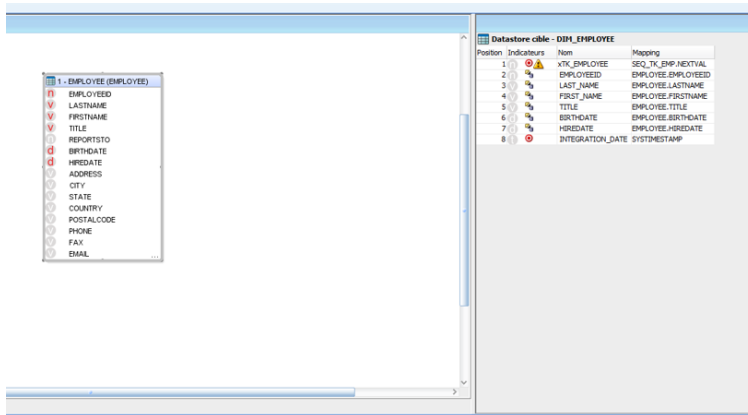 1 - EMPLOYEE (EMPLOYEE)
n EMPLOYEEID
v LASTNAME
v FIRSTNAME
v TITLE
n REPORTSTO
d BIRTHDATE
d HIREDATE
v ADDRESS
v CITY
v STATE
v COUNTRY
v POSTALCODE
v PHONE
v FAX
v EMAIL ...
Datastore cible - DIM_EMPLOYEE
Position Indicateurs Nom Mapping
1 n xTK_EMPLOYEE SEQ_TK_EMP.NEXTVAL
2 n EMPLOYEEID EMPLOYEE.EMPLOYEEID
3 v LAST_NAME EMPLOYEE.LASTNAME
4 v FIRST_NAME EMPLOYEE.FIRSTNAME
5 v TITLE EMPLOYEE.TITLE
6 d BIRTHDATE EMPLOYEE.BIRTHDATE
7 d HIREDATE EMPLOYEE.HIREDATE
8 INTEGRATION_DATE SYSTIMESTAMP